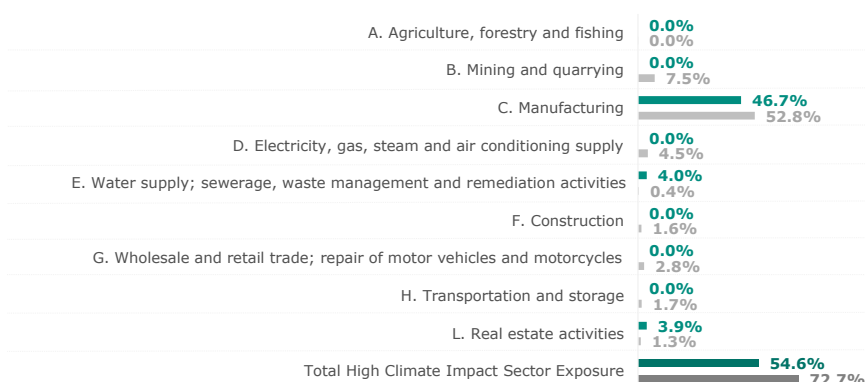 A. Agriculture, forestry and fishing 0.0%
0.0%
B. Mining and quarrying 0.0%
7.5%
C. Manufacturing 46.7%
52.8%
D. Electricity, gas, steam and air conditioning supply 0.0%
4.5%
E. Water supply; sewerage, waste management and remediation activities 4.0%
0.4%
F. Construction 0.0%
1.6%
G. Wholesale and retail trade; repair of motor vehicles and motorcycles 0.0%
2.8%
H. Transportation and storage 0.0%
1.7%
L. Real estate activities 3.9%
1.3%
Total High Climate Impact Sector Exposure 54.6%
72.7%